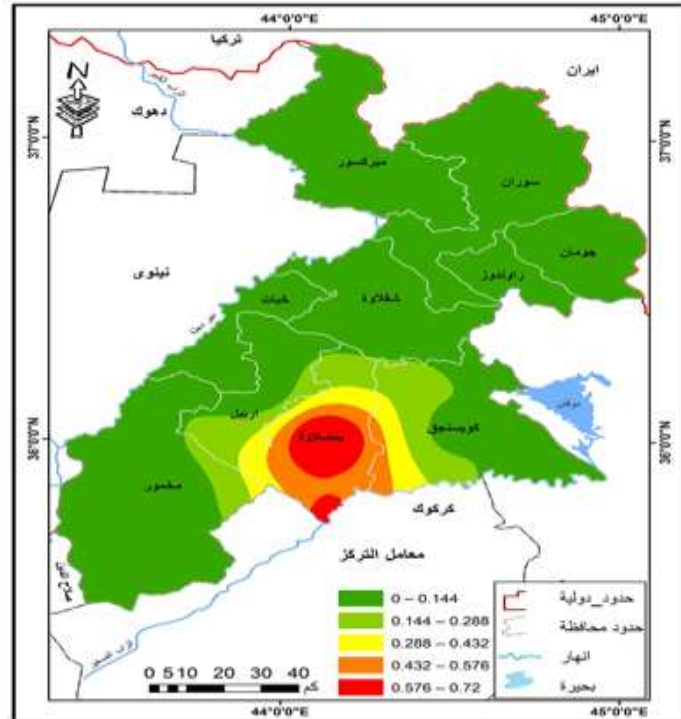 44°0'0"E
45°0'0"E
تركيا
ايران
N
دهوك
37°0'0"N
37°0'0"N
ميركسور
سوران
جومان
نينوى
راوندوز
شقلاوة
خبات
دوكان
اربيل
كويسنجق
36°0'0"N
36°0'0"N
مخمور
كركوك
معامل التركز
صلاح الدين
0 – 0.144
0.144 – 0.288
0.288 – 0.432
0.432 – 0.576
0.576 – 0.72
حدود_دولية
حدود محافظة
انهار
بحيرة
0 5 10 20 30 40
كم
44°0'0"E
45°0'0"E